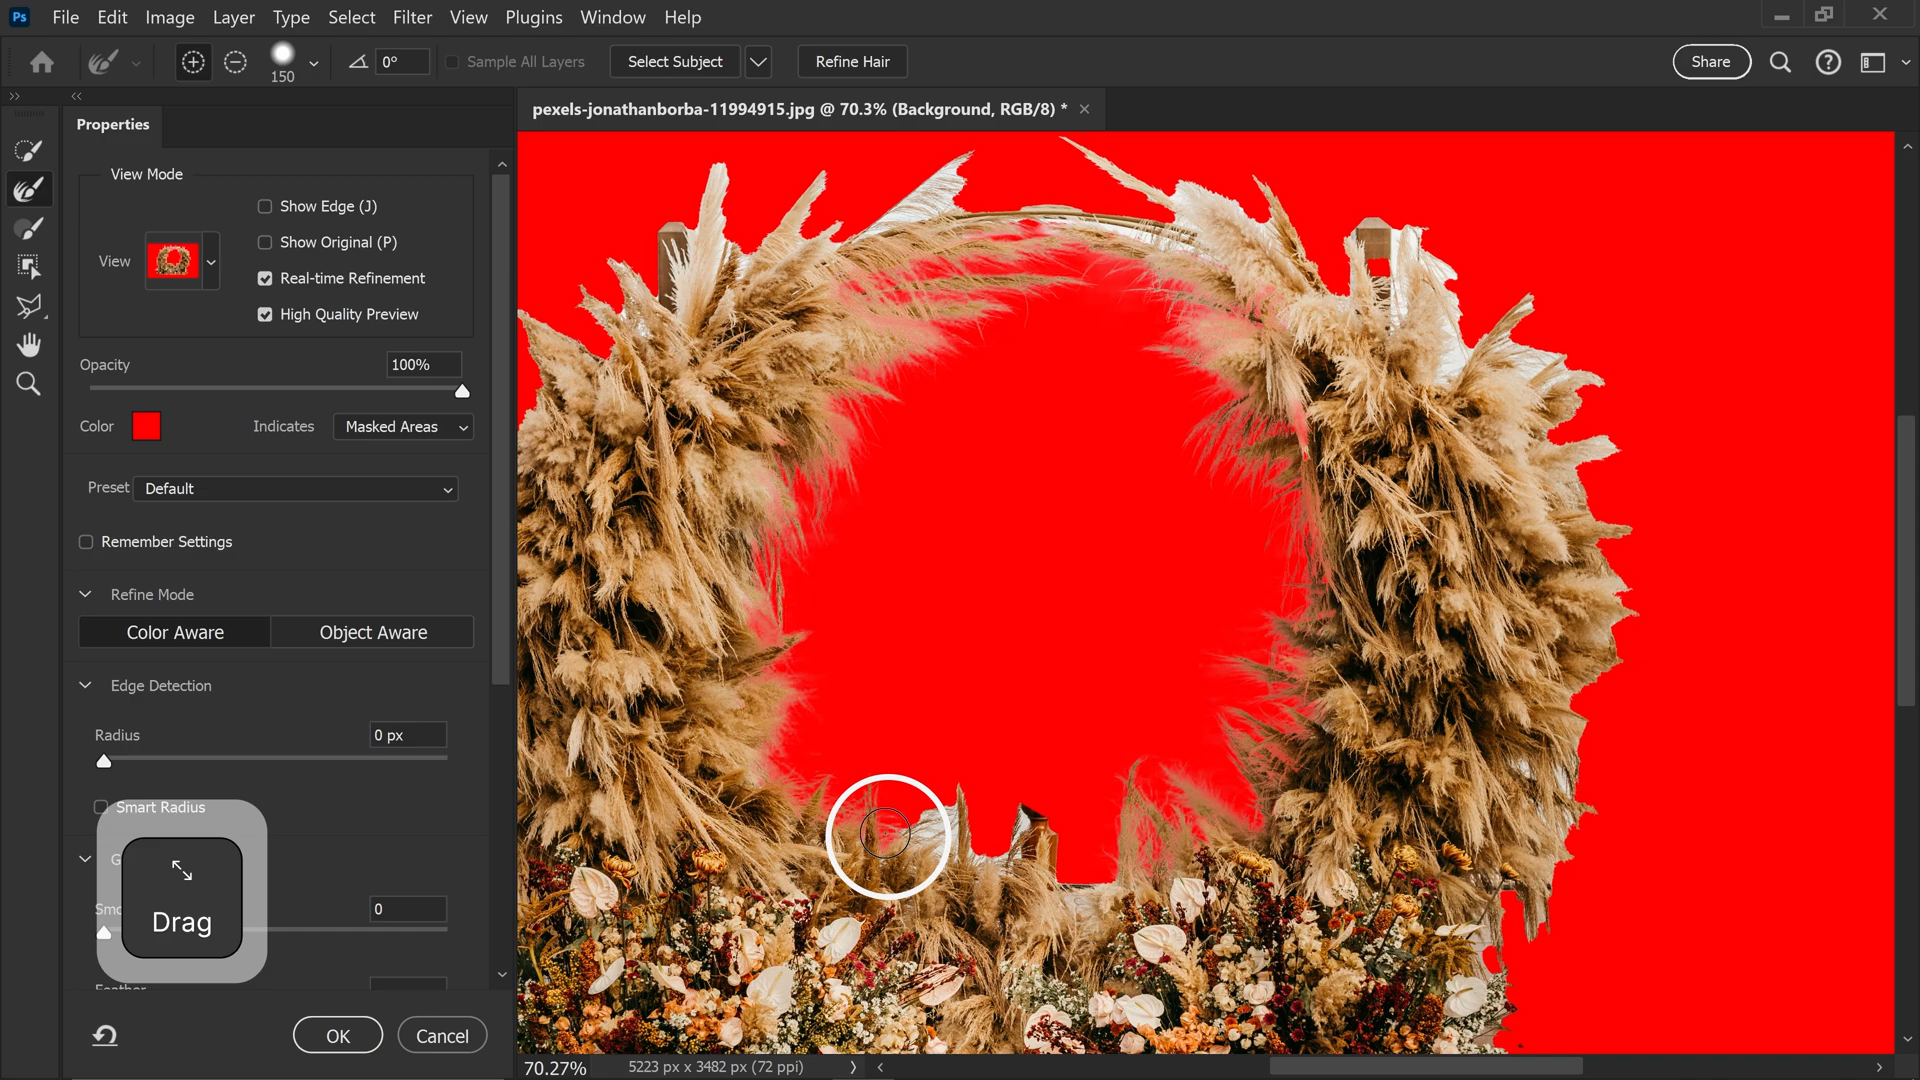 Ps File Edit Image Layer Type Select Filter View Plugins Window Help
150 0° Sample All Layers Select Subject Refine Hair Share
Properties
pexels-jonathanborba-11994915.jpg @ 70.3% (Background, RGB/8) *
View Mode
Show Edge (J)
Show Original (P)
View
Real-time Refinement
High Quality Preview
Opacity 100%
Color Indicates Masked Areas
Preset Default
Remember Settings
Refine Mode
Color Aware Object Aware
Edge Detection
Radius 0 px
Smart Radius
G
Smo 0
Drag
Feather
OK Cancel
70.27% 5223 px x 3482 px (72 ppi)